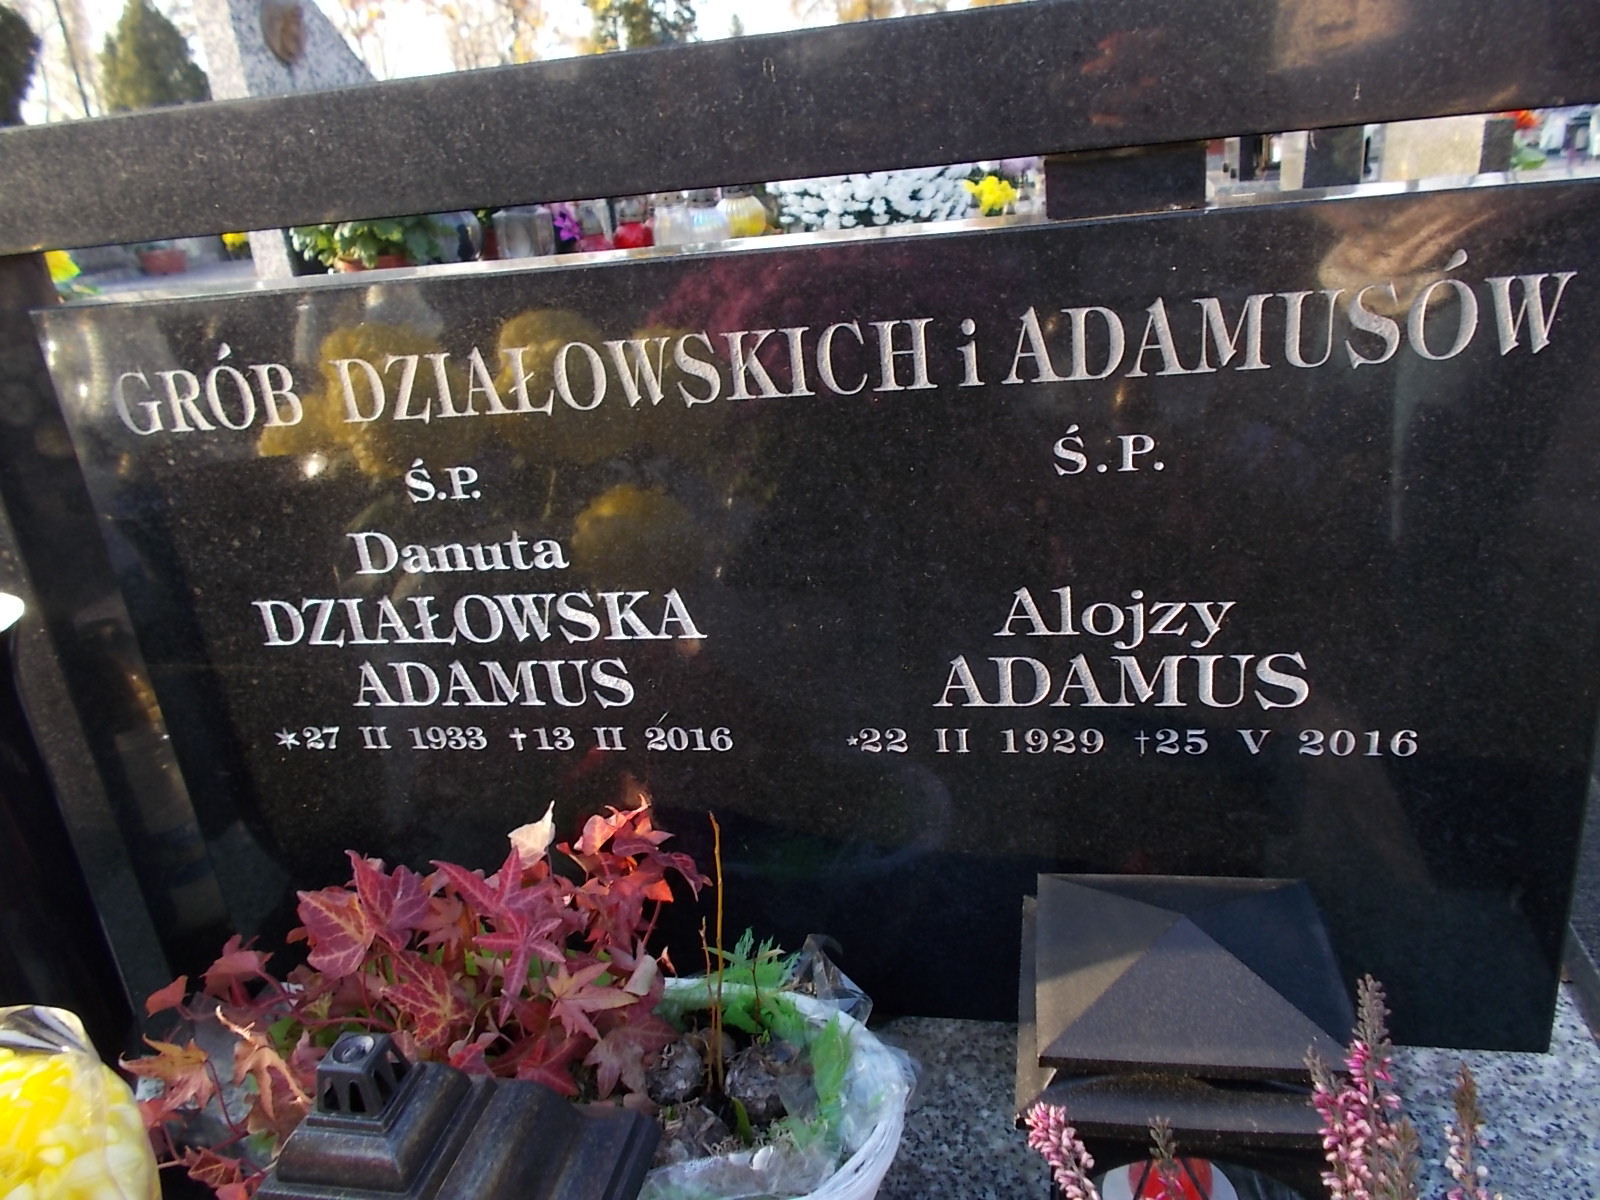 GRÓB DZIAŁOWSKICH i ADAMUSÓW
Ś.P.
Danuta
DZIAŁOWSKA
ADAMUS
*27 II 1933 †13 II 2016
Ś.P.
Alojzy
ADAMUS
*22 II 1929 †25 V 2016